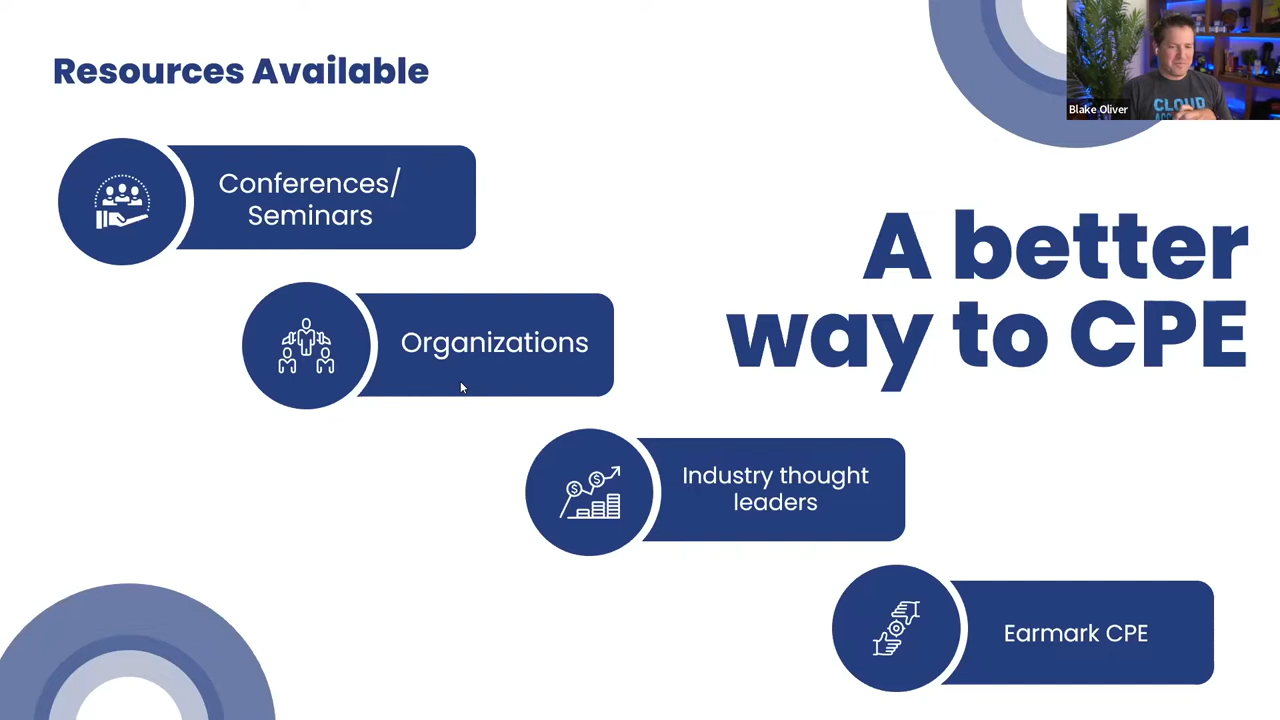 Resources Available
Blake Oliver
CLOUD
Conferences/
Seminars
A better
way to CPE
Organizations
Industry thought
leaders
Earmark CPE